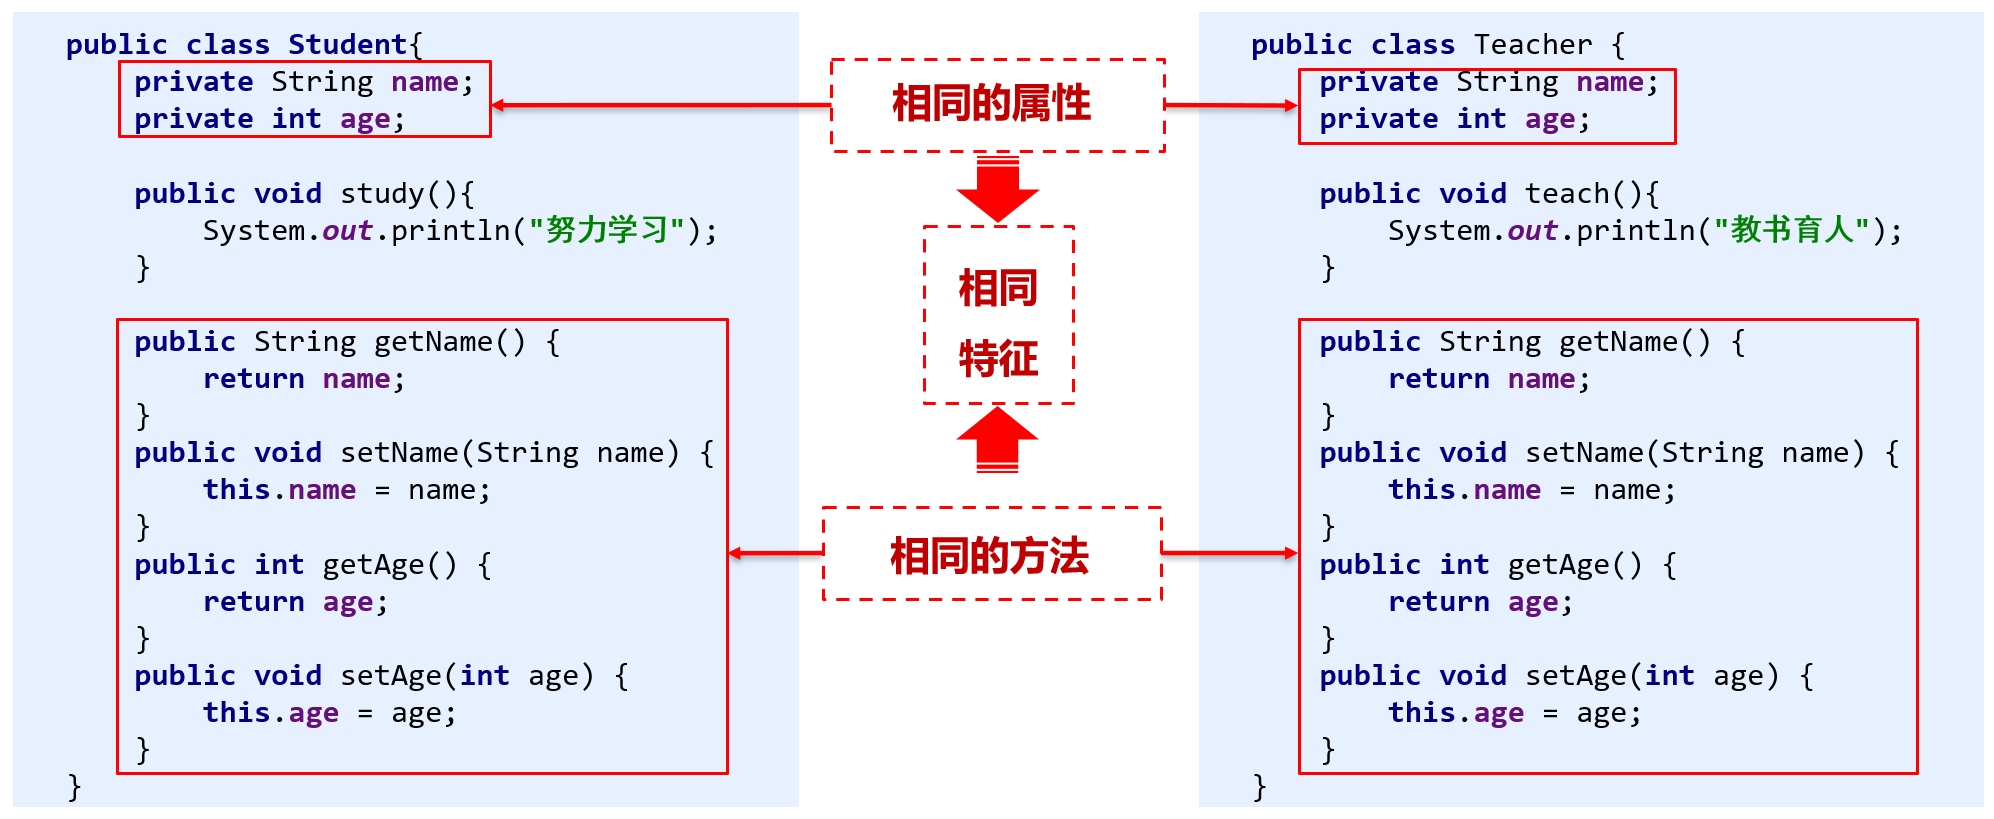 public class Student{
private String name;
private int age;
public void study(){
System.out.println("努力学习");
}
public String getName() {
return name;
}
public void setName(String name) {
this.name = name;
}
public int getAge() {
return age;
}
public void setAge(int age) {
this.age = age;
}
}
相同的属性
相同
特征
相同的方法
public class Teacher {
private String name;
private int age;
public void teach(){
System.out.println("教书育人");
}
public String getName() {
return name;
}
public void setName(String name) {
this.name = name;
}
public int getAge() {
return age;
}
public void setAge(int age) {
this.age = age;
}
}